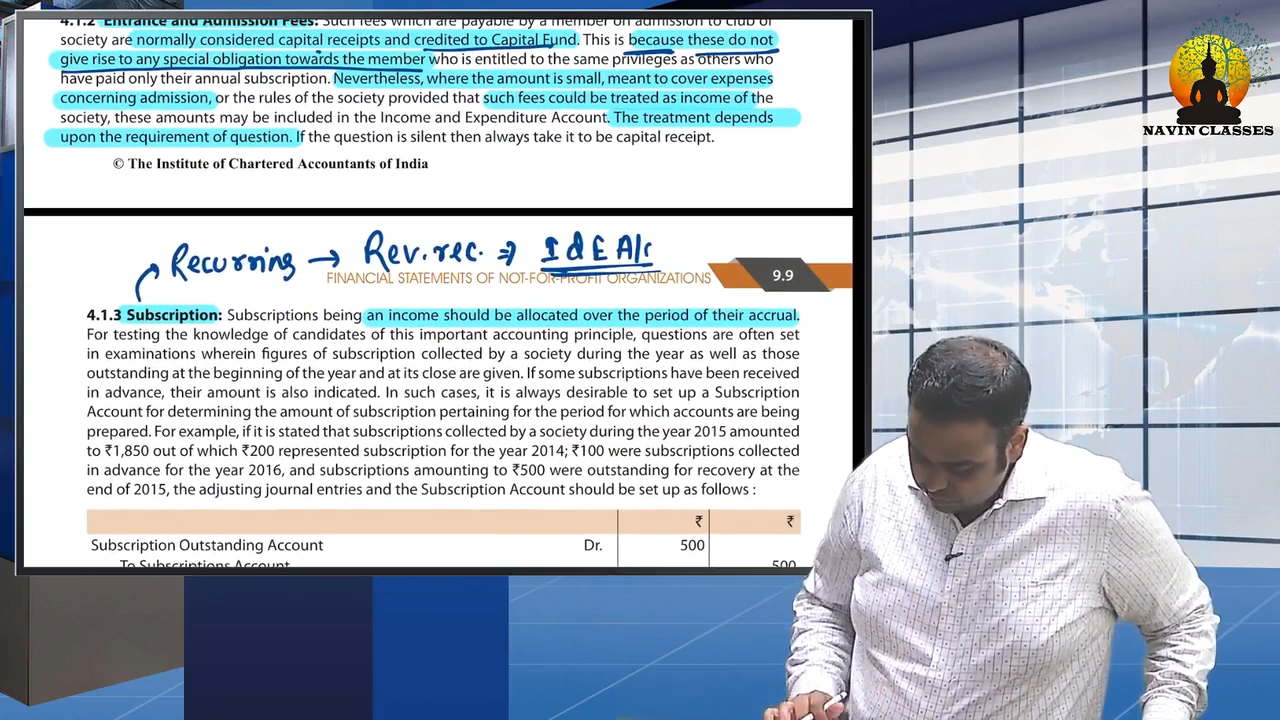 4.1.2 Entrance and Admission Fees: Such fees which are payable by a member on admission to club or
society are normally considered capital receipts and credited to Capital Fund. This is because these do not
give rise to any special obligation towards the member who is entitled to the same privileges as others who
have paid only their annual subscription. Nevertheless, where the amount is small, meant to cover expenses
concerning admission, or the rules of the society provided that such fees could be treated as income of the
society, these amounts may be included in the Income and Expenditure Account. The treatment depends
upon the requirement of question. If the question is silent then always take it to be capital receipt.
© The Institute of Chartered Accountants of India
NAVIN CLASSES
Recurring → Rev. rec. ⇒ I & E A/c
FINANCIAL STATEMENTS OF NOT-FOR-PROFIT ORGANIZATIONS 9.9
4.1.3 Subscription: Subscriptions being an income should be allocated over the period of their accrual.
For testing the knowledge of candidates of this important accounting principle, questions are often set
in examinations wherein figures of subscription collected by a society during the year as well as those
outstanding at the beginning of the year and at its close are given. If some subscriptions have been received
in advance, their amount is also indicated. In such cases, it is always desirable to set up a Subscription
Account for determining the amount of subscription pertaining for the period for which accounts are being
prepared. For example, if it is stated that subscriptions collected by a society during the year 2015 amounted
to ₹1,850 out of which ₹200 represented subscription for the year 2014; ₹100 were subscriptions collected
in advance for the year 2016, and subscriptions amounting to ₹500 were outstanding for recovery at the
end of 2015, the adjusting journal entries and the Subscription Account should be set up as follows :
₹ ₹
Subscription Outstanding Account Dr. 500
To Subscriptions Account 500